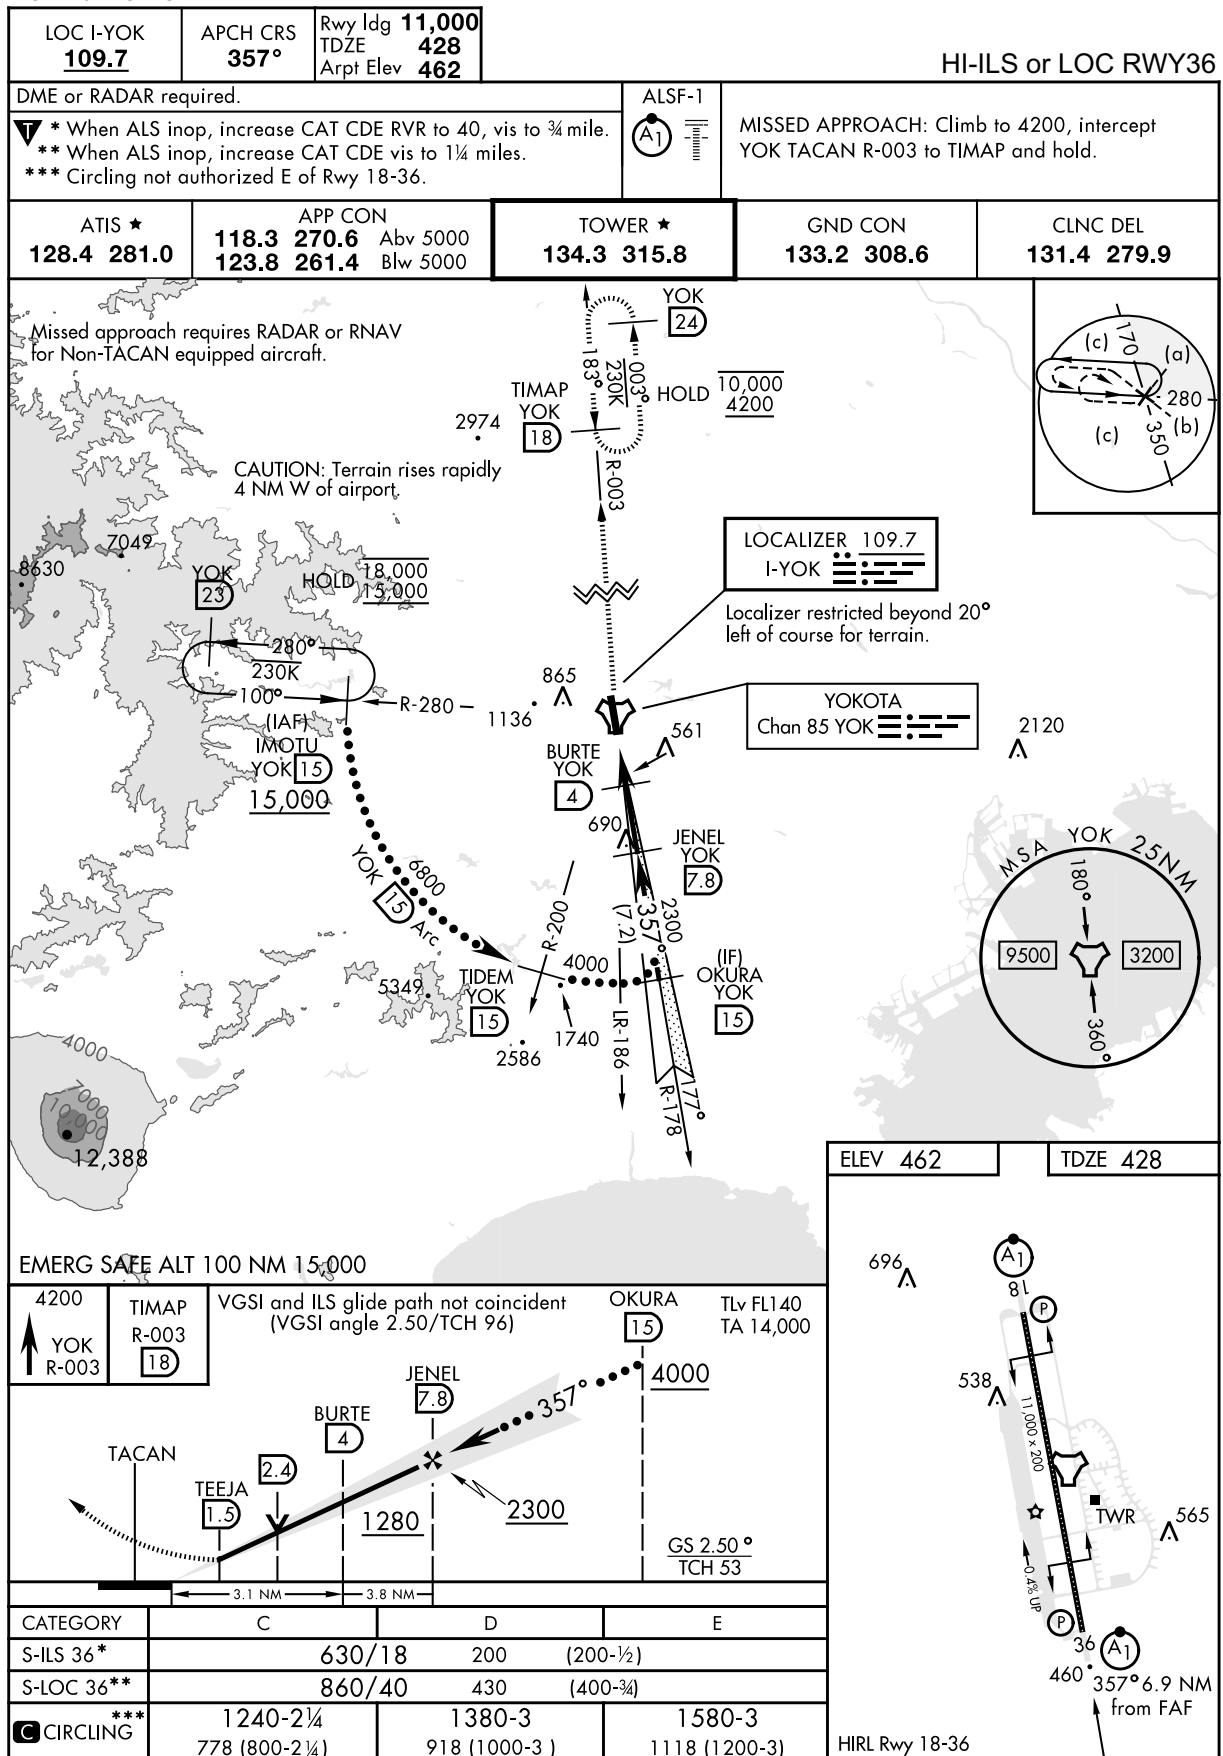 LOC I-YOK
109.7
APCH CRS
357°
Rwy ldg 11,000
TDZE 428
Arpt Elev 462
HI-ILS or LOC RWY36
DME or RADAR required.
T * When ALS inop, increase CAT CDE RVR to 40, vis to ¾ mile.
** When ALS inop, increase CAT CDE vis to 1¼ miles.
*** Circling not authorized E of Rwy 18-36.
ALSF-1
A1
MISSED APPROACH: Climb to 4200, intercept
YOK TACAN R-003 to TIMAP and hold.
ATIS ★
128.4 281.0
APP CON
118.3 270.6 Abv 5000
123.8 261.4 Blw 5000
TOWER ★
134.3 315.8
GND CON
133.2 308.6
CLNC DEL
131.4 279.9
Missed approach requires RADAR or RNAV
for Non-TACAN equipped aircraft.
YOK
24
183°
230K
003°
HOLD
10,000
4200
TIMAP
YOK
18
2974
R-003
170
(c)
(a)
280
(b)
(c)
350
CAUTION: Terrain rises rapidly
4 NM W of airport.
7049
8630
YOK
23
HOLD
18,000
15,000
LOCALIZER 109.7
I-YOK
Localizer restricted beyond 20°
left of course for terrain.
280°
230K
100°
R-280
865
1136
(IAF)
IMOTU
YOK 15
15,000
YOKOTA
Chan 85 YOK
2120
561
BURTE
YOK
4
690
JENEL
YOK
7.8
6800
YOK 15 Arc
R-200
(7.2)
357°
2300
4000
(IF)
OKURA
YOK
15
TIDEM
YOK
15
5349
1740
2586
LR-186
R-178
177°
MSA YOK 25NM
180°
9500
3200
360°
4000
7000
10,000
12,388
EMERG SAFE ALT 100 NM 15,000
ELEV 462
TDZE 428
4200
YOK
R-003
TIMAP
R-003
18
VGSI and ILS glide path not coincident
(VGSI angle 2.50/TCH 96)
OKURA
15
TLv FL140
TA 14,000
4000
357°
JENEL
7.8
BURTE
4
TACAN
2.4
TEEJA
1.5
1280
2300
GS 2.50°
TCH 53
3.1 NM
3.8 NM
696
A1
18
P
538
11,000 x 200
TWR
565
0.4% UP
P
36
A1
460
357° 6.9 NM
from FAF
HIRL Rwy 18-36
CATEGORY C D E
S-ILS 36* 630/18 200 (200-½)
S-LOC 36** 860/40 430 (400-¾)
C CIRCLING*** 1240-2¼ 1380-3 1580-3
778 (800-2¼) 918 (1000-3 ) 1118 (1200-3)